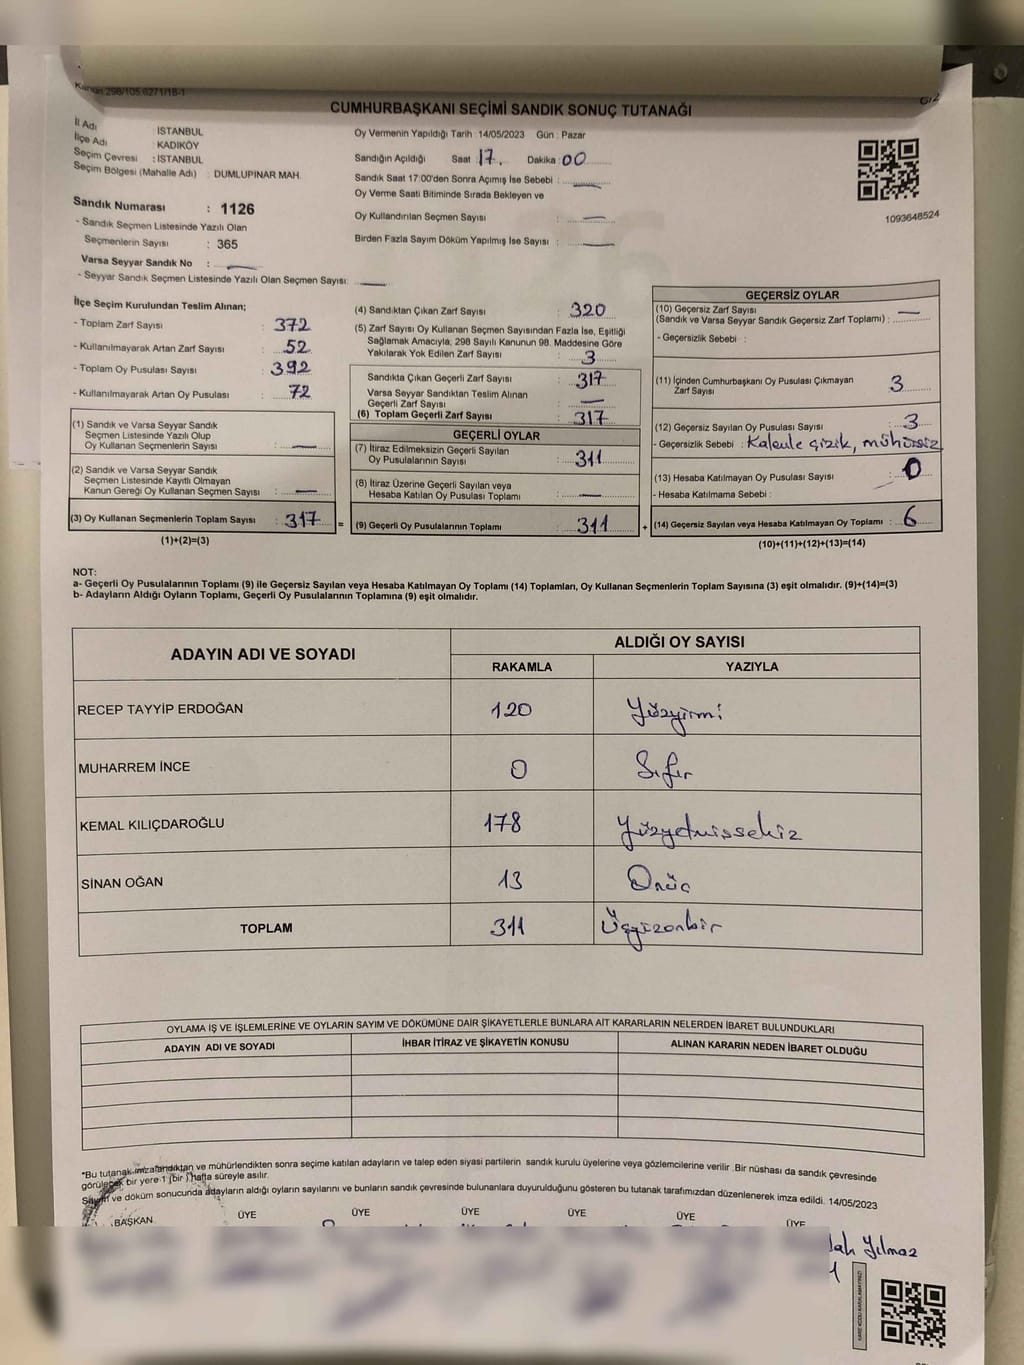 Kanun 298/105,6271/18-1
G/2
CUMHURBAŞKANI SEÇİMİ SANDIK SONUÇ TUTANAĞI
İl Adı : İSTANBUL
İlçe Adı : KADIKÖY
Seçim Çevresi : İSTANBUL
Seçim Bölgesi (Mahalle Adı) : DUMLUPINAR MAH.
Sandık Numarası : 1126
- Sandık Seçmen Listesinde Yazılı Olan
Seçmenlerin Sayısı : 365
Varsa Seyyar Sandık No : —
- Seyyar Sandık Seçmen Listesinde Yazılı Olan Seçmen Sayısı: —
Oy Vermenin Yapıldığı Tarih : 14/05/2023 Gün : Pazar
Sandığın Açıldığı Saat 17. Dakika : 00
Sandık Saat 17:00'den Sonra Açımış İse Sebebi : —
Oy Verme Saati Bitiminde Sırada Bekleyen ve
Oy Kullandırılan Seçmen Sayısı : —
Birden Fazla Sayım Döküm Yapılmış İse Sayısı : —
1093648524
İlçe Seçim Kurulundan Teslim Alınan;
- Toplam Zarf Sayısı : 372
- Kullanılmayarak Artan Zarf Sayısı : 52
- Toplam Oy Pusulası Sayısı : 392
- Kullanılmayarak Artan Oy Pusulası : 72
(1) Sandık ve Varsa Seyyar Sandık
Seçmen Listesinde Yazılı Olup
Oy Kullanan Seçmenlerin Sayısı : —
(2) Sandık ve Varsa Seyyar Sandık
Seçmen Listesinde Kayıtlı Olmayan
Kanun Gereği Oy Kullanan Seçmen Sayısı : —
(3) Oy Kullanan Seçmenlerin Toplam Sayısı : 317 =
(1)+(2)=(3)
(4) Sandıktan Çıkan Zarf Sayısı : 320
(5) Zarf Sayısı Oy Kullanan Seçmen Sayısından Fazla İse, Eşitliği
Sağlamak Amacıyla, 298 Sayılı Kanunun 98. Maddesine Göre
Yakılarak Yok Edilen Zarf Sayısı : 3
Sandıkta Çıkan Geçerli Zarf Sayısı : 317
Varsa Seyyar Sandıktan Teslim Alınan
Geçerli Zarf Sayısı : —
(6) Toplam Geçerli Zarf Sayısı : 317
GEÇERLİ OYLAR
(7) İtiraz Edilmeksizin Geçerli Sayılan
Oy Pusulalarının Sayısı : 311
(8) İtiraz Üzerine Geçerli Sayılan veya
Hesaba Katılan Oy Pusulası Toplamı : —
(9) Geçerli Oy Pusulalarının Toplamı : 311 +
GEÇERSİZ OYLAR
(10) Geçersiz Zarf Sayısı —
(Sandık ve Varsa Seyyar Sandık Geçersiz Zarf Toplamı) :
- Geçersizlik Sebebi :
(11) İçinden Cumhurbaşkanı Oy Pusulası Çıkmayan
Zarf Sayısı 3
(12) Geçersiz Sayılan Oy Pusulası Sayısı : 3
- Geçersizlik Sebebi : Kalemle çizik, mühürsüz
(13) Hesaba Katılmayan Oy Pusulası Sayısı : 0
- Hesaba Katılmama Sebebi :
(14) Geçersiz Sayılan veya Hesaba Katılmayan Oy Toplamı : 6
(10)+(11)+(12)+(13)=(14)
NOT:
a- Geçerli Oy Pusulalarının Toplamı (9) ile Geçersiz Sayılan veya Hesaba Katılmayan Oy Toplamı (14) Toplamları, Oy Kullanan Seçmenlerin Toplam Sayısına (3) eşit olmalıdır. (9)+(14)=(3)
b- Adayların Aldığı Oyların Toplamı, Geçerli Oy Pusulalarının Toplamına (9) eşit olmalıdır.
ADAYIN ADI VE SOYADI
ALDIĞI OY SAYISI
RAKAMLA YAZIYLA
RECEP TAYYİP ERDOĞAN 120 Yüzyirmi
MUHARREM İNCE 0 Sıfır
KEMAL KILIÇDAROĞLU 178 Yüzyetmişsekiz
SİNAN OĞAN 13 Onüç
TOPLAM 311 Üçyüzonbir
OYLAMA İŞ VE İŞLEMLERİNE VE OYLARIN SAYIM VE DÖKÜMÜNE DAİR ŞİKAYETLERLE BUNLARA AİT KARARLARIN NELERDEN İBARET BULUNDUKLARI
ADAYIN ADI VE SOYADI İHBAR İTİRAZ VE ŞİKAYETİN KONUSU ALINAN KARARIN NEDEN İBARET OLDUĞU
*Bu tutanak imzalandıktan ve mühürlendikten sonra seçime katılan adayların ve talep eden siyasi partilerin sandık kurulu üyelerine veya gözlemcilerine verilir .Bir nüshası da sandık çevresinde
görülecek bir yere 1 (bir) hafta süreyle asılır.
Sayım ve döküm sonucunda adayların aldığı oyların sayılarını ve bunların sandık çevresinde bulunanlara duyurulduğunu gösteren bu tutanak tarafımızdan düzenlenerek imza edildi. 14/05/2023
BAŞKAN ÜYE ÜYE ÜYE ÜYE ÜYE ÜYE
Yılmaz
KARE KODU KARALAMAYINIZ!